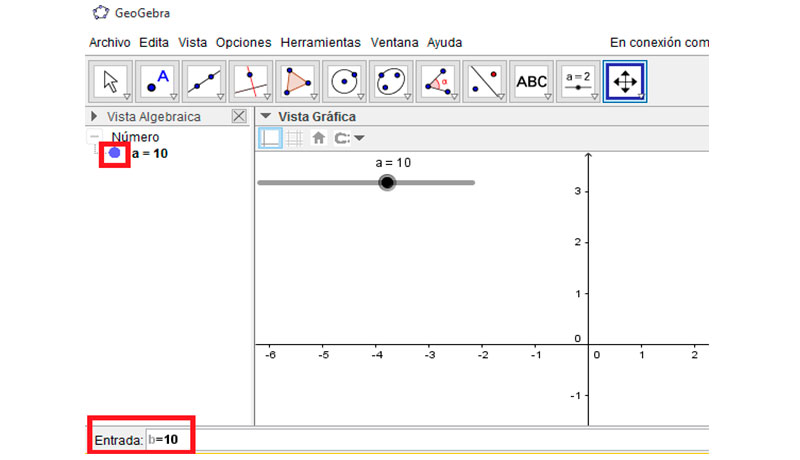 GeoGebra
Archivo Edita Vista Opciones Herramientas Ventana Ayuda En conexión com
A α ABC a=2
Vista Algebraica Vista Gráfica
Número
a = 10
a = 10
3
2
1
0
-6 -5 -4 -3 -2 -1 0 1 2
-1
Entrada: b=10